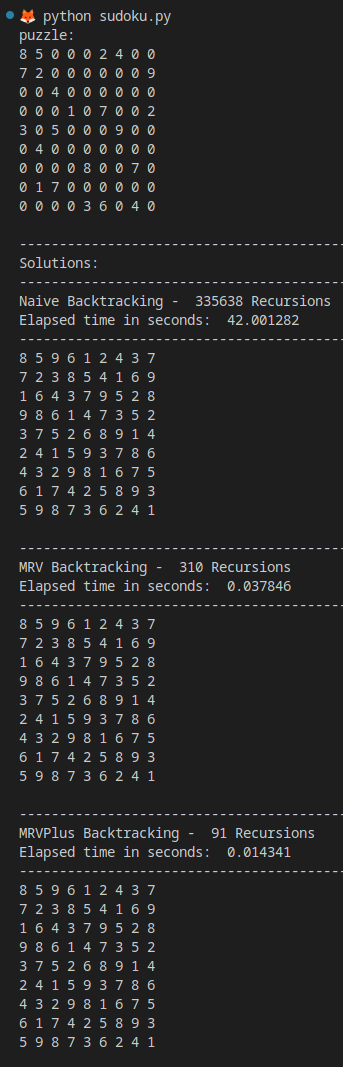 python sudoku.py
puzzle:
8 5 0 0 0 2 4 0 0
7 2 0 0 0 0 0 0 9
0 0 4 0 0 0 0 0 0
0 0 0 1 0 7 0 0 2
3 0 5 0 0 0 9 0 0
0 4 0 0 0 0 0 0 0
0 0 0 0 8 0 0 7 0
0 1 7 0 0 0 0 0 0
0 0 0 0 3 6 0 4 0
-----------------------------------------
Solutions:
-----------------------------------------
Naive Backtracking -  335638 Recursions
Elapsed time in seconds:  42.001282
-----------------------------------------
8 5 9 6 1 2 4 3 7
7 2 3 8 5 4 1 6 9
1 6 4 3 7 9 5 2 8
9 8 6 1 4 7 3 5 2
3 7 5 2 6 8 9 1 4
2 4 1 5 9 3 7 8 6
4 3 2 9 8 1 6 7 5
6 1 7 4 2 5 8 9 3
5 9 8 7 3 6 2 4 1
-----------------------------------------
MRV Backtracking -  310 Recursions
Elapsed time in seconds:  0.037846
-----------------------------------------
8 5 9 6 1 2 4 3 7
7 2 3 8 5 4 1 6 9
1 6 4 3 7 9 5 2 8
9 8 6 1 4 7 3 5 2
3 7 5 2 6 8 9 1 4
2 4 1 5 9 3 7 8 6
4 3 2 9 8 1 6 7 5
6 1 7 4 2 5 8 9 3
5 9 8 7 3 6 2 4 1
-----------------------------------------
MRVPlus Backtracking -  91 Recursions
Elapsed time in seconds:  0.014341
-----------------------------------------
8 5 9 6 1 2 4 3 7
7 2 3 8 5 4 1 6 9
1 6 4 3 7 9 5 2 8
9 8 6 1 4 7 3 5 2
3 7 5 2 6 8 9 1 4
2 4 1 5 9 3 7 8 6
4 3 2 9 8 1 6 7 5
6 1 7 4 2 5 8 9 3
5 9 8 7 3 6 2 4 1